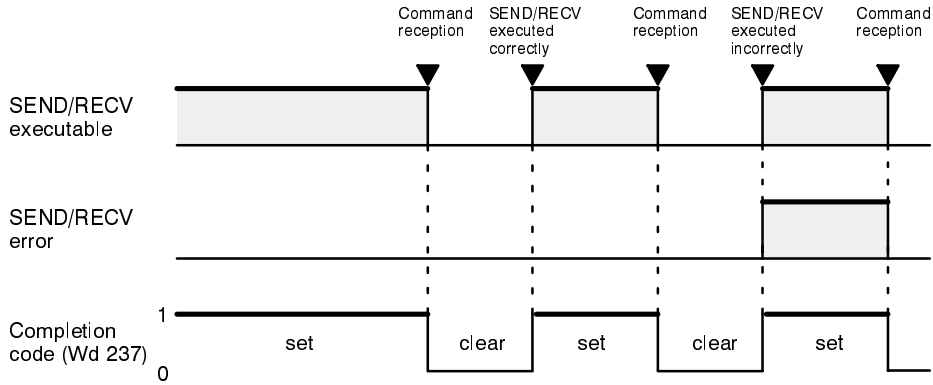 Command
reception
SEND/RECV
executed
correctly
Command
reception
SEND/RECV
executed
incorrectly
Command
reception
SEND/RECV
executable
SEND/RECV
error
Completion
code (Wd 237)
1
0
set
clear
set
clear
set